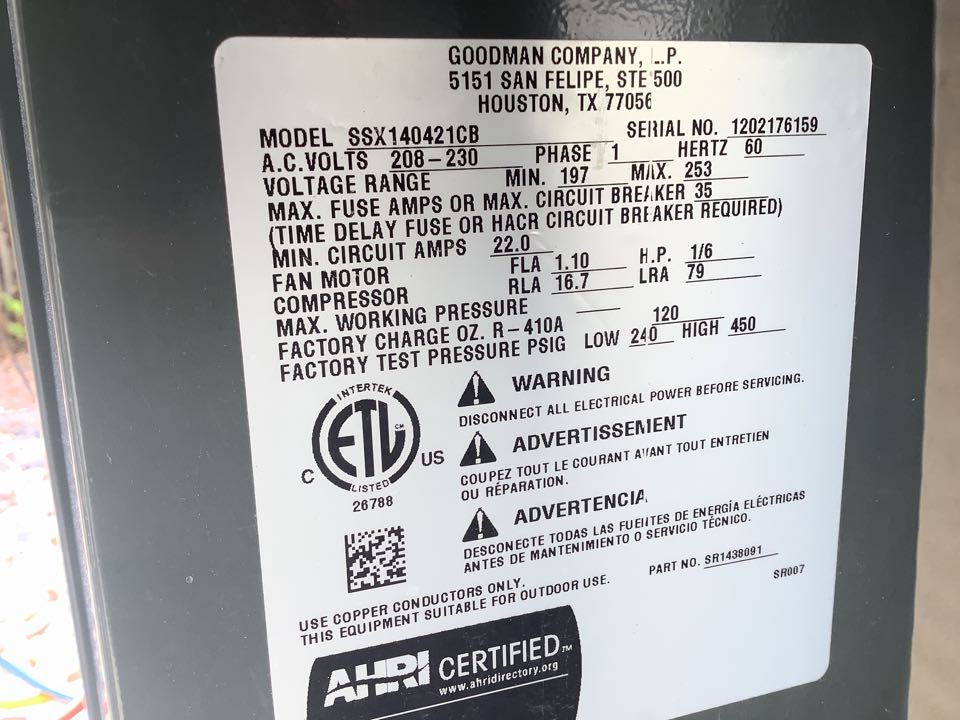 GOODMAN COMPANY, L.P.
5151 SAN FELIPE, STE 500
HOUSTON, TX 77056
MODEL SSX140421CB SERIAL NO. 1202176159
A.C. VOLTS 208-230 PHASE 1 HERTZ 60
VOLTAGE RANGE MIN. 197 MAX. 253
MAX. FUSE AMPS OR MAX. CIRCUIT BREAKER 35
(TIME DELAY FUSE OR HACR CIRCUIT BREAKER REQUIRED)
MIN. CIRCUIT AMPS 22.0
FAN MOTOR FLA 1.10 H.P. 1/6
COMPRESSOR RLA 16.7 LRA 79
MAX. WORKING PRESSURE
FACTORY CHARGE OZ. R-410A 120
FACTORY TEST PRESSURE PSIG LOW 240 HIGH 450
WARNING
DISCONNECT ALL ELECTRICAL POWER BEFORE SERVICING.
ADVERTISSEMENT
COUPEZ TOUT LE COURANT AVANT TOUT ENTRETIEN
OU RÉPARATION.
ADVERTENCIA
DESCONECTE TODAS LAS FUENTES DE ENERGÍA ELÉCTRICAS
ANTES DE MANTENIMIENTO O SERVICIO TÉCNICO.
INTERTEK
ETL CM
C US
LISTED
26788
PART NO. SR1438091
SR007
USE COPPER CONDUCTORS ONLY.
THIS EQUIPMENT SUITABLE FOR OUTDOOR USE.
AHRI CERTIFIED™
www.ahridirectory.org